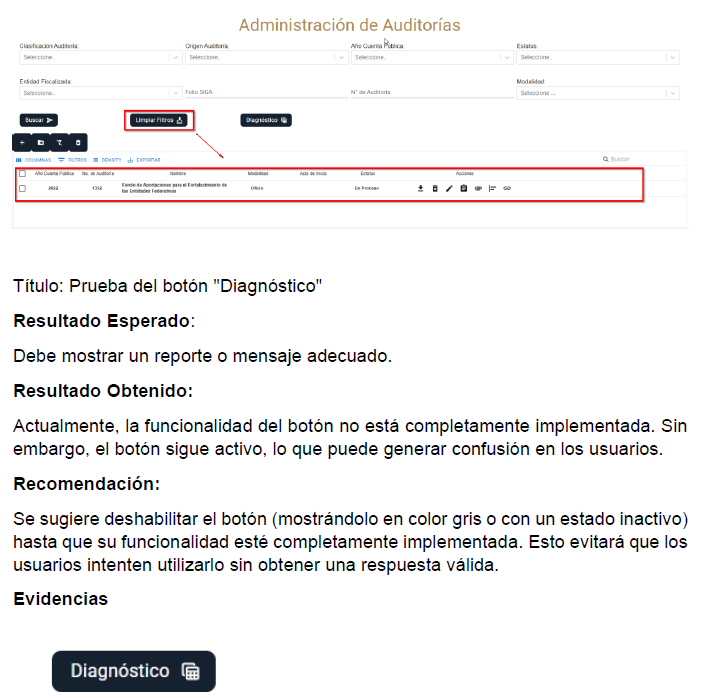 Administración de Auditorías
Clasificación Auditoría: Origen Auditoría: Año Cuenta Pública: Estatus:
Seleccione.. Seleccione.. Seleccione.. Seleccione..
Entidad Fiscalizada: Modalidad:
Seleccione.. Folio SIGA N° de Auditoría Seleccione ...
Buscar Limpiar Filtros Diagnóstico
COLUMNAS FILTROS DENSITY EXPORTAR Buscar
Año Cuenta Pública No. de Auditoría Nombre Modalidad Acta de Inicio Estatus Acciones
Fondo de Aportaciones para el Fortalecimiento de
2023 Oficio En Proceso
las Entidades Federativas
Título: Prueba del botón "Diagnóstico"
Resultado Esperado:
Debe mostrar un reporte o mensaje adecuado.
Resultado Obtenido:
Actualmente, la funcionalidad del botón no está completamente implementada. Sin
embargo, el botón sigue activo, lo que puede generar confusión en los usuarios.
Recomendación:
Se sugiere deshabilitar el botón (mostrándolo en color gris o con un estado inactivo)
hasta que su funcionalidad esté completamente implementada. Esto evitará que los
usuarios intenten utilizarlo sin obtener una respuesta válida.
Evidencias
Diagnóstico